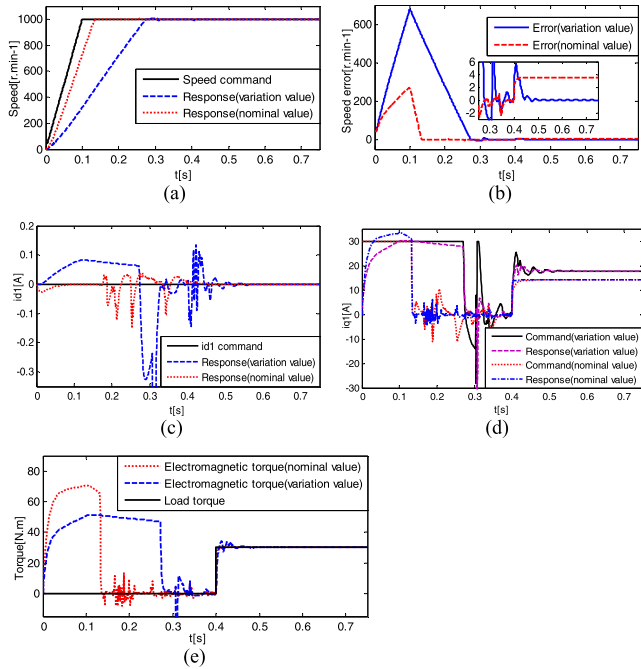 1000
800
600
400
200
0
Speed[r.min-1]
Speed command
Response(variation value)
Response(nominal value)
0 0.1 0.2 0.3 0.4 0.5 0.6 0.7
t[s]
(a)
600
400
200
0
Speed error[r.min-1]
Error(variation value)
Error(nominal value)
6
4
2
0
-2
0.3 0.4 0.5 0.6 0.7
0 0.1 0.2 0.3 0.4 0.5 0.6 0.7
t[s]
(b)
0.2
0.1
0
-0.1
-0.2
-0.3
id1[A]
id1 command
Response(variation value)
Response(nominal value)
0 0.1 0.2 0.3 0.4 0.5 0.6 0.7
t[s]
(c)
30
20
10
0
-10
-20
-30
iq1[A]
Command(variation value)
Response(variation value)
Command(nominal value)
Response(nominal value)
0 0.1 0.2 0.3 0.4 0.5 0.6 0.7
t[s]
(d)
80
60
40
20
0
Torque[N.m]
Electromagnetic torque(nominal value)
Electromagnetic torque(variation value)
Load torque
0 0.1 0.2 0.3 0.4 0.5 0.6 0.7
t[s]
(e)